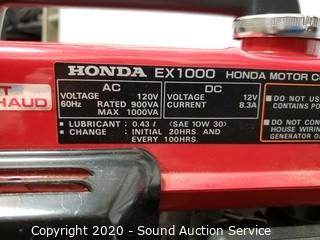 HONDA EX1000 HONDA MOTOR CO
AC DC
VOLTAGE 120V VOLTAGE 12V
60Hz RATED 900VA CURRENT 8.3A
MAX 1000VA
• LUBRICANT : 0.43 l (SAE 10W 30)
• CHANGE : INITIAL 20HRS. AND
EVERY 100HRS.
■ DO NOT US
CONTAINS PO
■ DO NOT CON
HOUSE WIRIN
GENERATOR O
T
HAUD
Copyright 2020 - Sound Auction Service